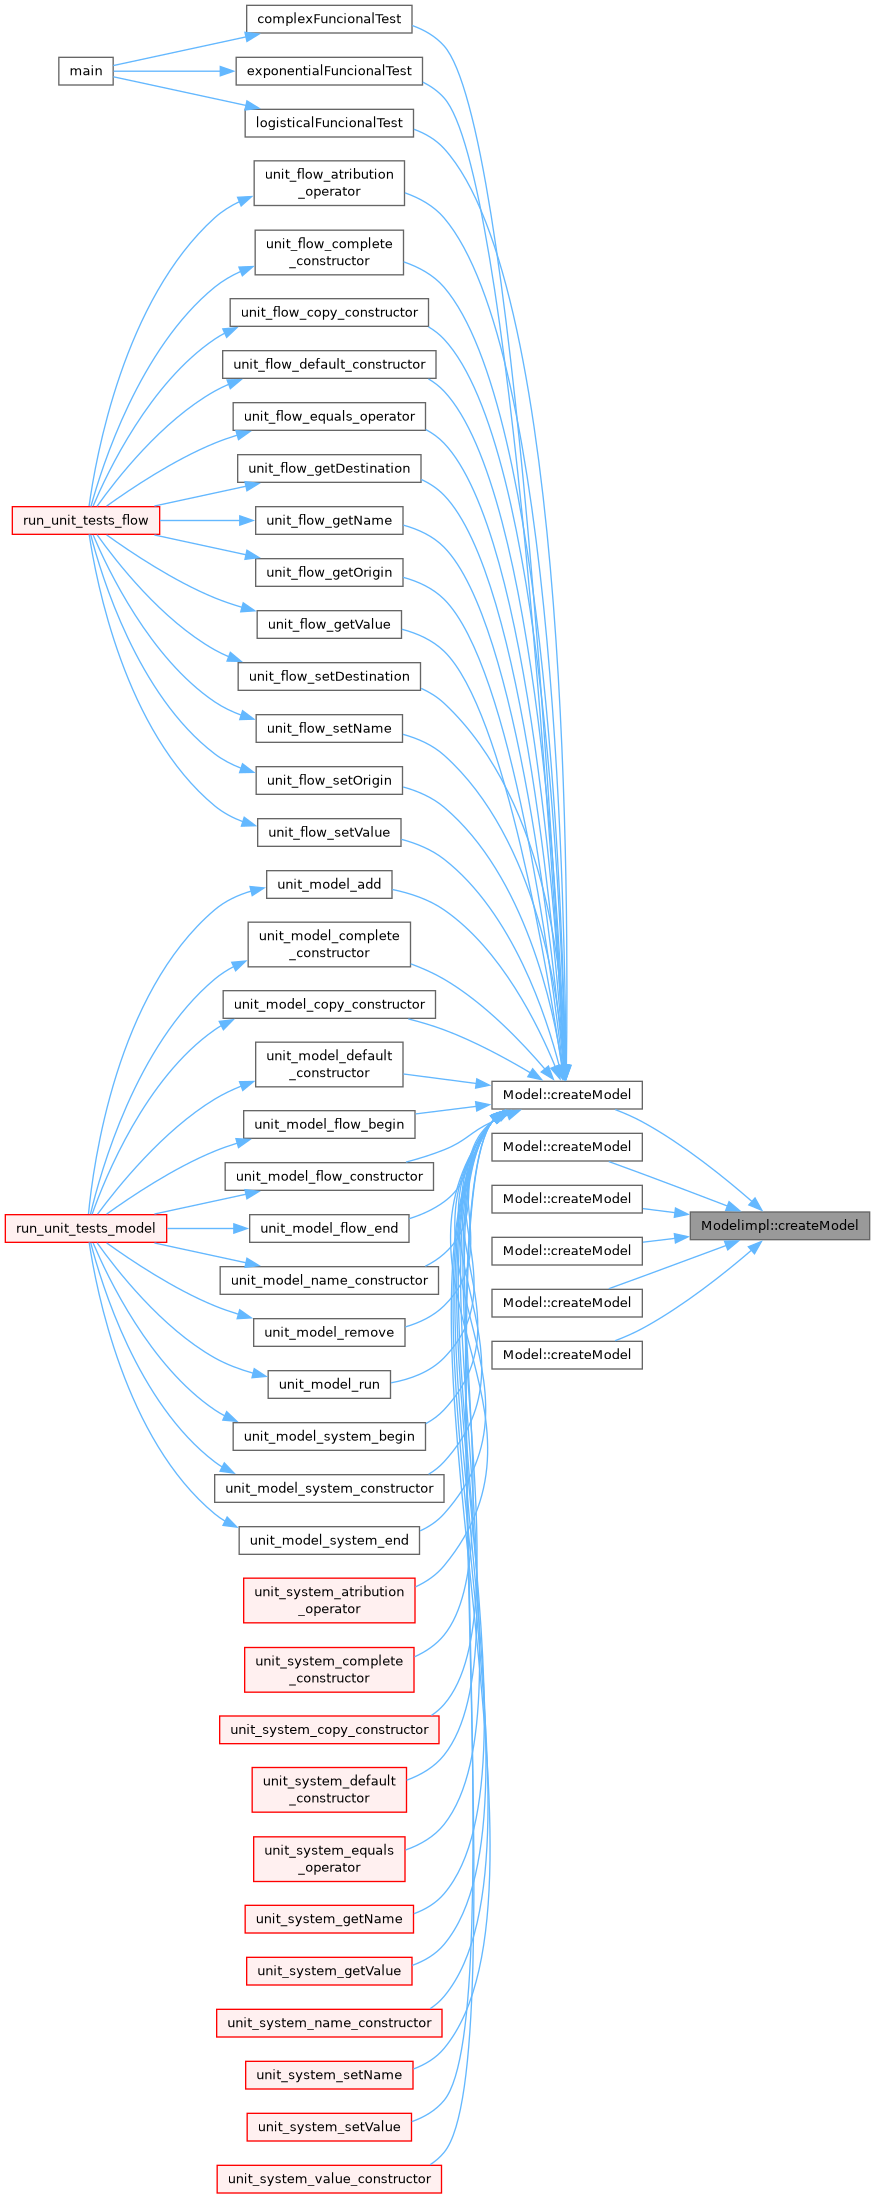 complexFuncionalTest
main
exponentialFuncionalTest
logisticalFuncionalTest
unit_flow_atribution
_operator
unit_flow_complete
_constructor
unit_flow_copy_constructor
unit_flow_default_constructor
unit_flow_equals_operator
unit_flow_getDestination
run_unit_tests_flow
unit_flow_getName
unit_flow_getOrigin
unit_flow_getValue
unit_flow_setDestination
unit_flow_setName
unit_flow_setOrigin
unit_flow_setValue
unit_model_add
unit_model_complete
_constructor
unit_model_copy_constructor
unit_model_default
_constructor
Model::createModel
unit_model_flow_begin
Model::createModel
unit_model_flow_constructor
Model::createModel
run_unit_tests_model
unit_model_flow_end
Modelimpl::createModel
Model::createModel
unit_model_name_constructor
Model::createModel
unit_model_remove
Model::createModel
unit_model_run
unit_model_system_begin
unit_model_system_constructor
unit_model_system_end
unit_system_atribution
_operator
unit_system_complete
_constructor
unit_system_copy_constructor
unit_system_default
_constructor
unit_system_equals
_operator
unit_system_getName
unit_system_getValue
unit_system_name_constructor
unit_system_setName
unit_system_setValue
unit_system_value_constructor